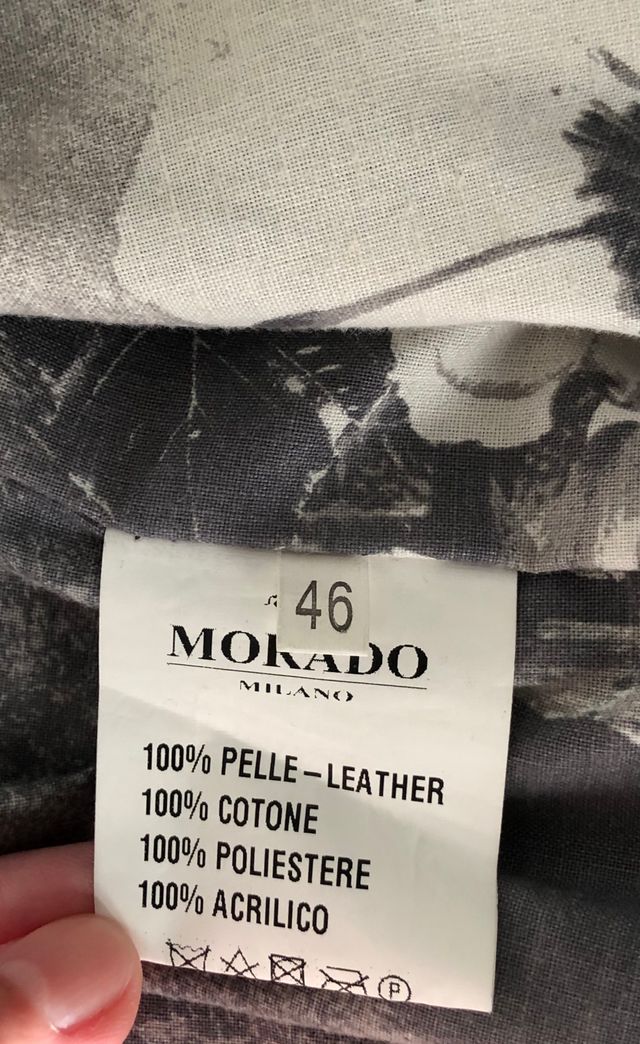 46
MORADO
MILANO
100% PELLE-LEATHER
100% COTONE
100% POLIESTERE
100% ACRILICO
P